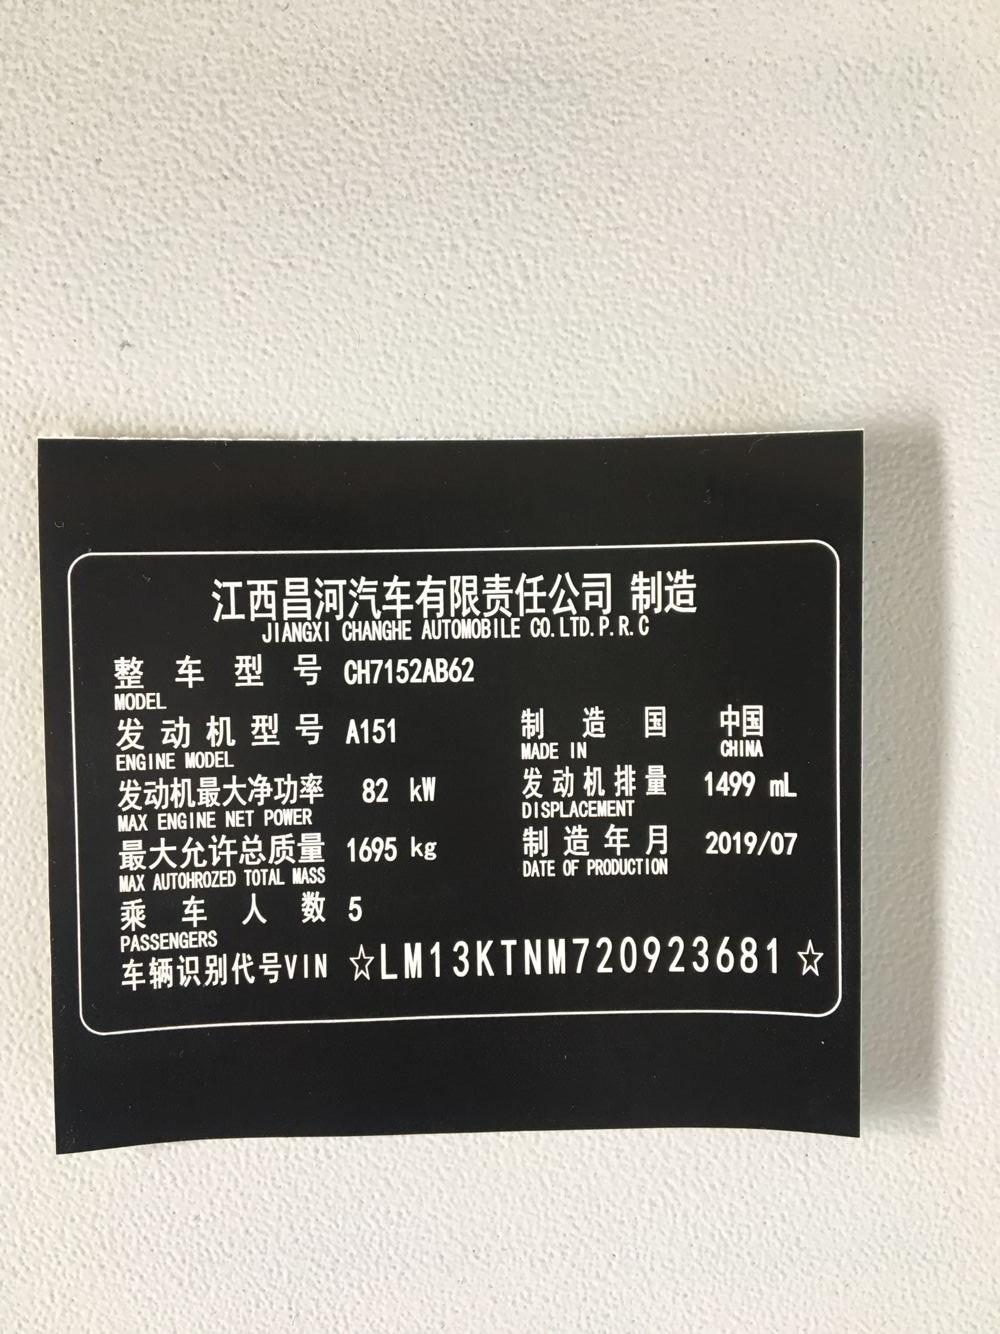 江西昌河汽车有限责任公司 制造
JIANGXI CHANGHE AUTOMOBILE CO.LTD.P.R.C
整车型号 CH7152AB62
MODEL
发动机型号 A151 制造国 中国
ENGINE MODEL MADE IN CHINA
发动机最大净功率 82 kW 发动机排量 1499 mL
MAX ENGINE NET POWER DISPLACEMENT
最大允许总质量 1695 kg 制造年月 2019/07
MAX AUTOHROZED TOTAL MASS DATE OF PRODUCTION
乘车人数 5
PASSENGERS
车辆识别代号VIN ☆LM13KTNM720923681☆